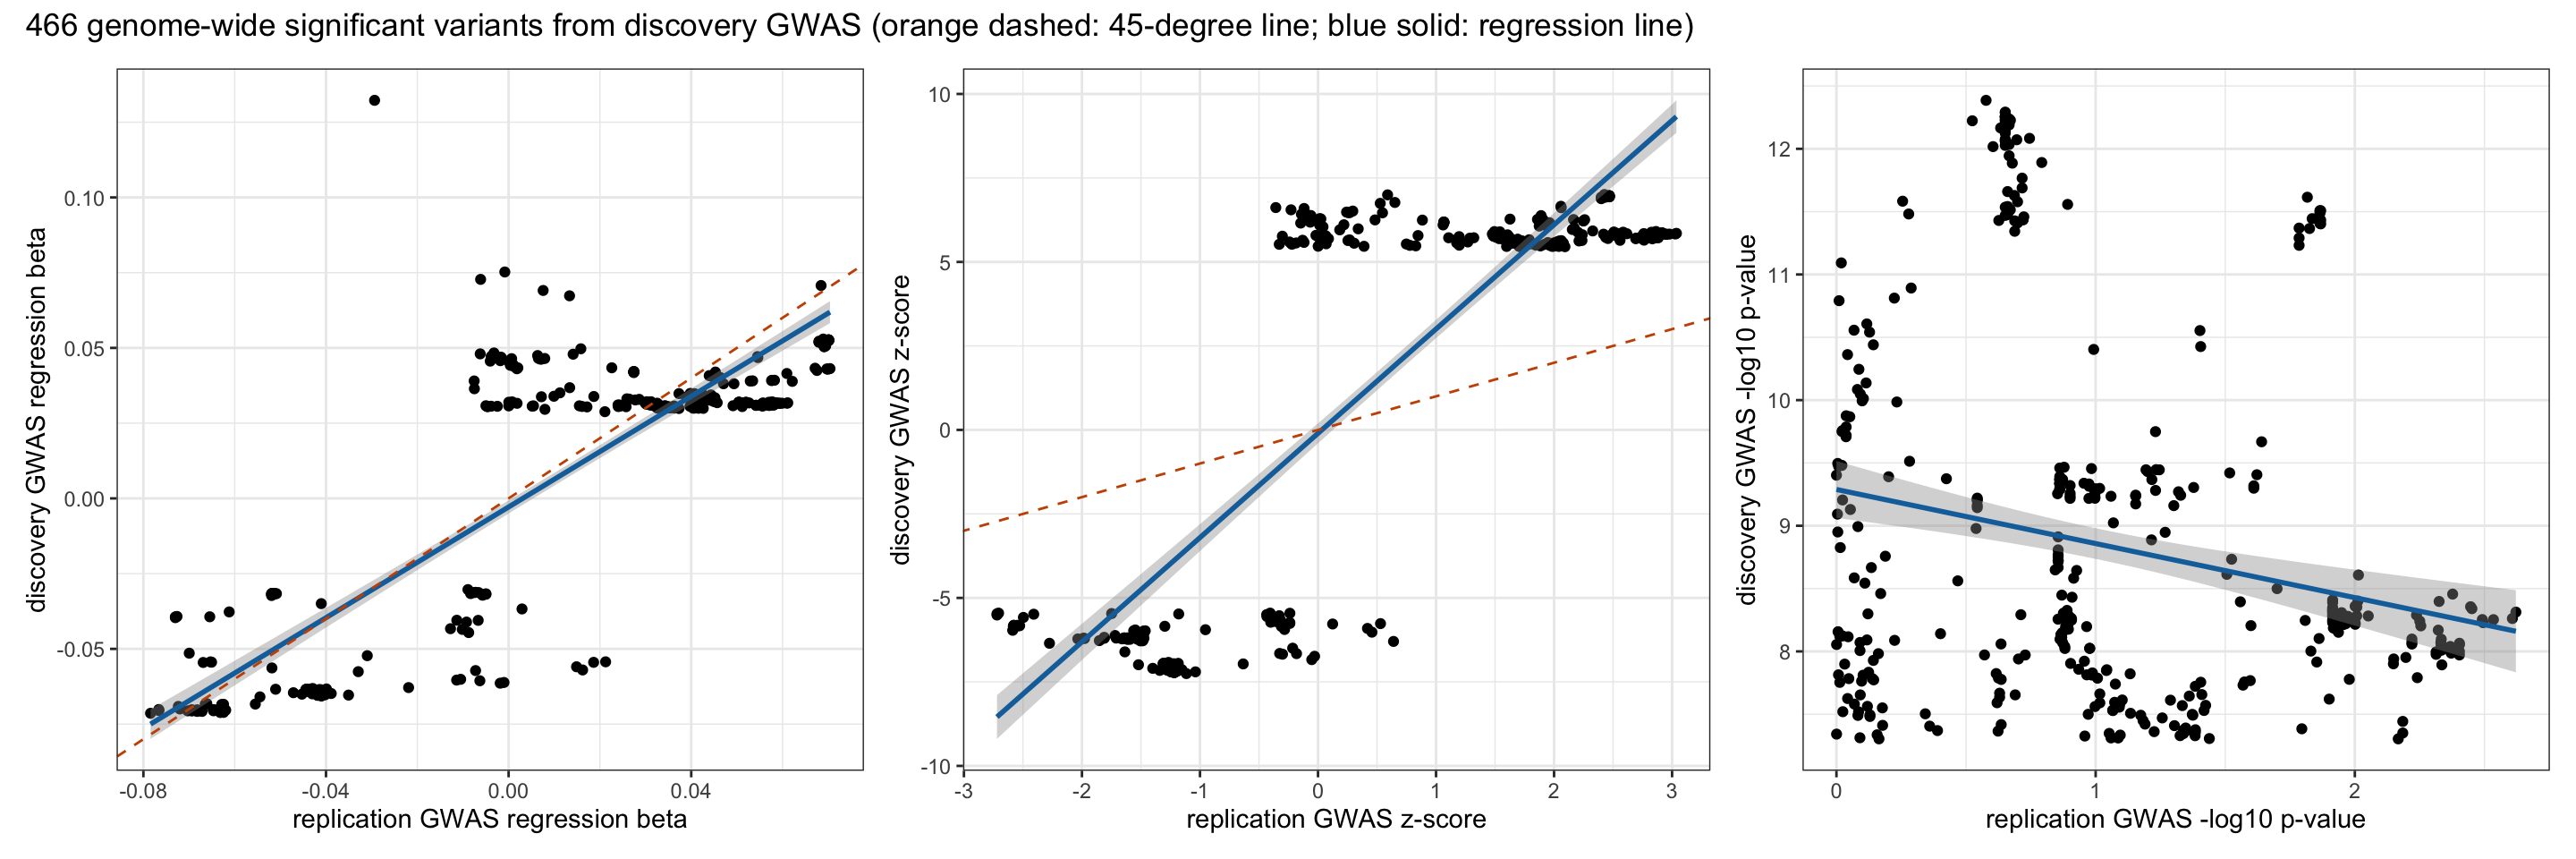 466 genome-wide significant variants from discovery GWAS (orange dashed: 45-degree line; blue solid: regression line)
discovery GWAS regression beta
0.10
0.05
0.00
-0.05
-0.08 -0.04 0.00 0.04
replication GWAS regression beta
discovery GWAS z-score
10
5
0
-5
-10
-3 -2 -1 0 1 2 3
replication GWAS z-score
discovery GWAS -log10 p-value
12
11
10
9
8
0 1 2
replication GWAS -log10 p-value